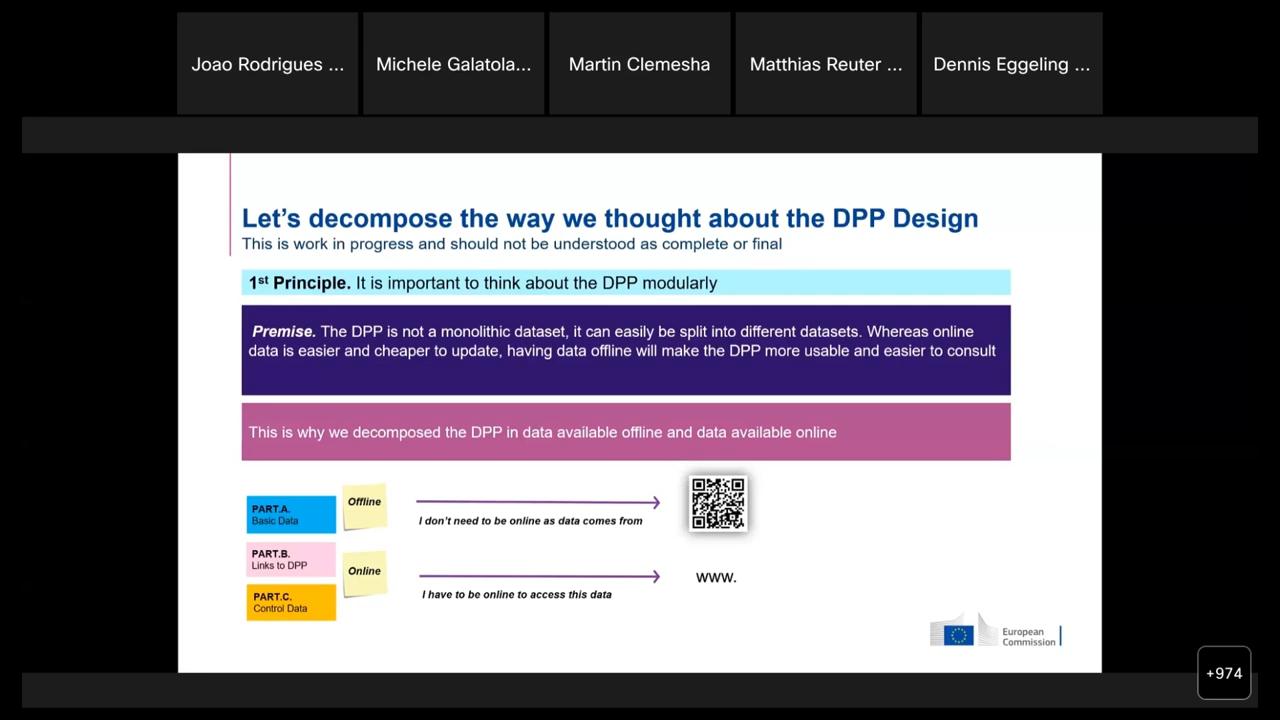 Joao Rodrigues ...
Michele Galatola...
Martin Clemesha
Matthias Reuter ...
Dennis Eggeling ...
Let's decompose the way we thought about the DPP Design
This is work in progress and should not be understood as complete or final
1st Principle. It is important to think about the DPP modularly
Premise. The DPP is not a monolithic dataset, it can easily be split into different datasets. Whereas online
data is easier and cheaper to update, having data offline will make the DPP more usable and easier to consult
This is why we decomposed the DPP in data available offline and data available online
PART.A.
Basic Data
Offline
I don't need to be online as data comes from
PART.B.
Links to DPP
Online
www.
PART.C.
Control Data
I have to be online to access this data
European
Commission
+974